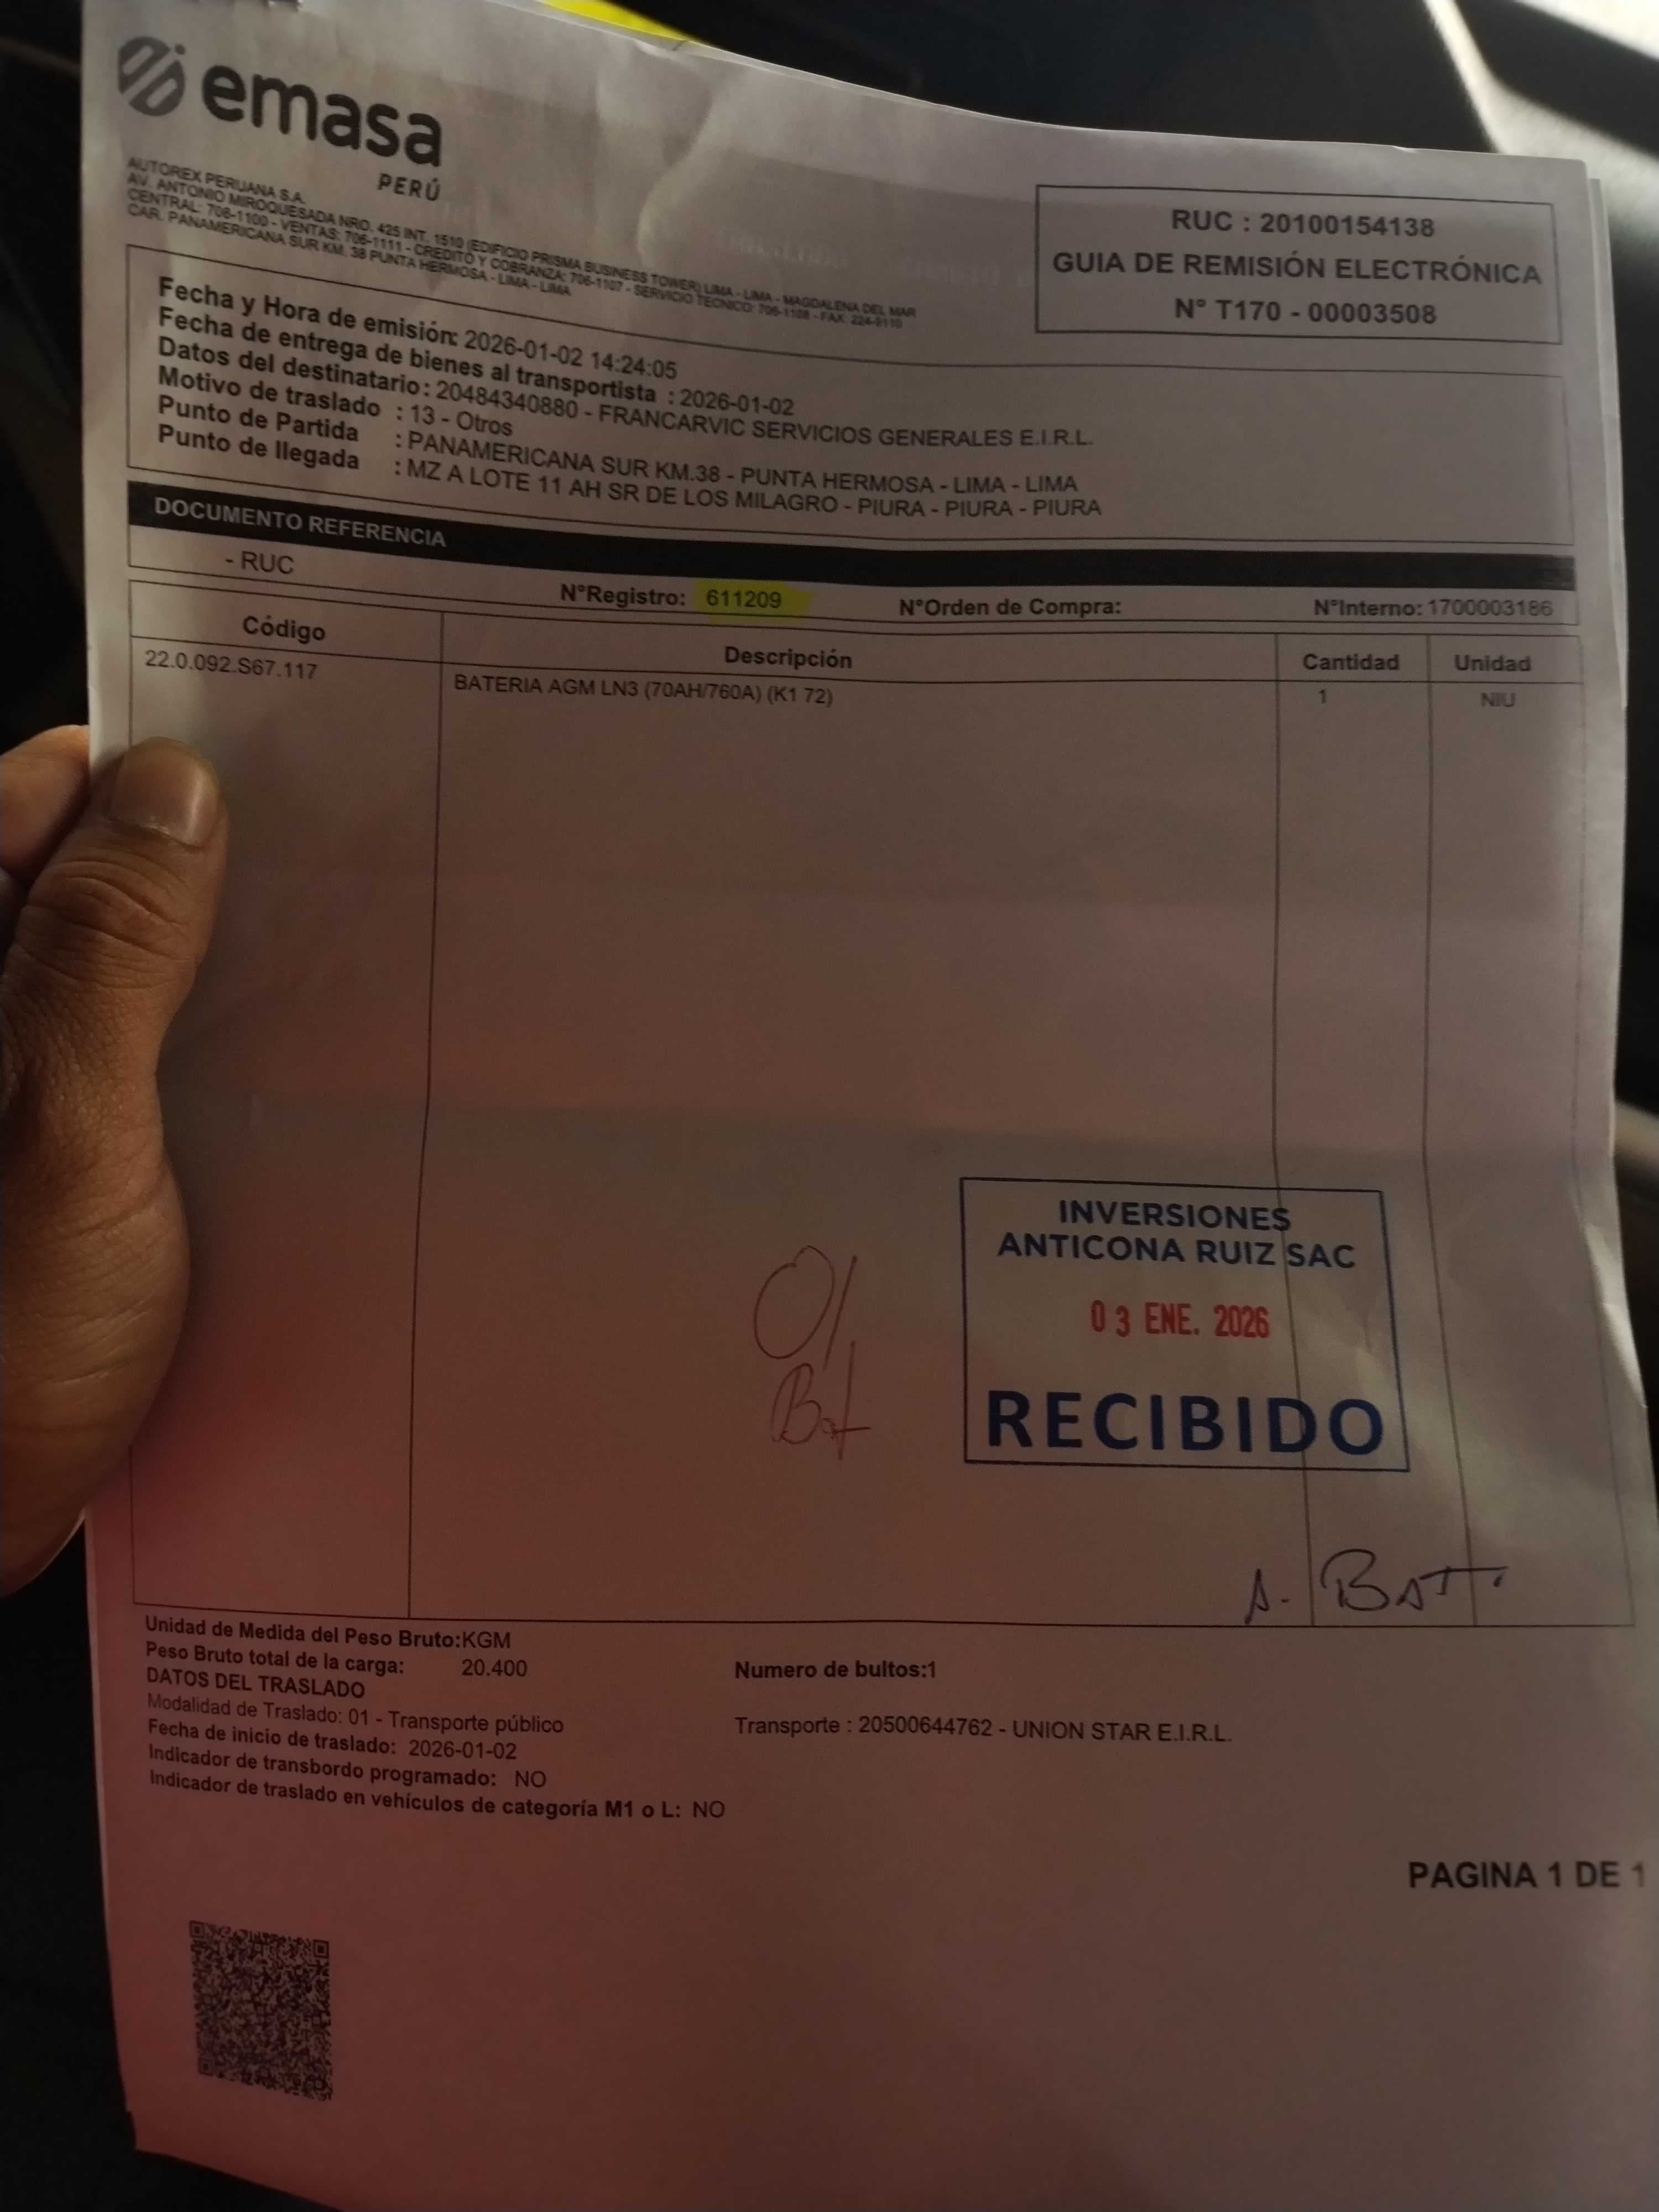 emasa
PERÚ
AUTOREX PERUANA S.A.
AV. ANTONIO MIROQUESADA NRO. 425 INT. 1510 (EDIFICIO PRISMA BUSINESS TOWER) LIMA - LIMA - MAGDALENA DEL MAR
CENTRAL: 706-1100 - VENTAS: 706-1111 - CREDITO Y COBRANZA: 706-1107 - SERVICIO TECNICO: 706-1108 - FAX: 224-9110
CAR. PANAMERICANA SUR KM. 38 PUNTA HERMOSA - LIMA - LIMA
RUC : 20100154138
GUIA DE REMISIÓN ELECTRÓNICA
N° T170 - 00003508
Fecha y Hora de emisión: 2026-01-02 14:24:05
Fecha de entrega de bienes al transportista : 2026-01-02
Datos del destinatario : 20484340880 - FRANCARVIC SERVICIOS GENERALES E.I.R.L.
Motivo de traslado : 13 - Otros
Punto de Partida : PANAMERICANA SUR KM.38 - PUNTA HERMOSA - LIMA - LIMA
Punto de llegada : MZ A LOTE 11 AH SR DE LOS MILAGRO - PIURA - PIURA - PIURA
DOCUMENTO REFERENCIA
- RUC N°Registro: 611209 N°Orden de Compra: N°Interno: 1700003186
Código Descripción Cantidad Unidad
22.0.092.S67.117 BATERIA AGM LN3 (70AH/760A) (K1 72) 1 NIU
INVERSIONES
ANTICONA RUIZ SAC
03 ENE. 2026
RECIBIDO
A. BATT.
Unidad de Medida del Peso Bruto:KGM
Peso Bruto total de la carga: 20.400 Numero de bultos:1
DATOS DEL TRASLADO
Modalidad de Traslado: 01 - Transporte público Transporte : 20500644762 - UNION STAR E.I.R.L.
Fecha de inicio de traslado: 2026-01-02
Indicador de transbordo programado: NO
Indicador de traslado en vehículos de categoría M1 o L: NO
PAGINA 1 DE 1